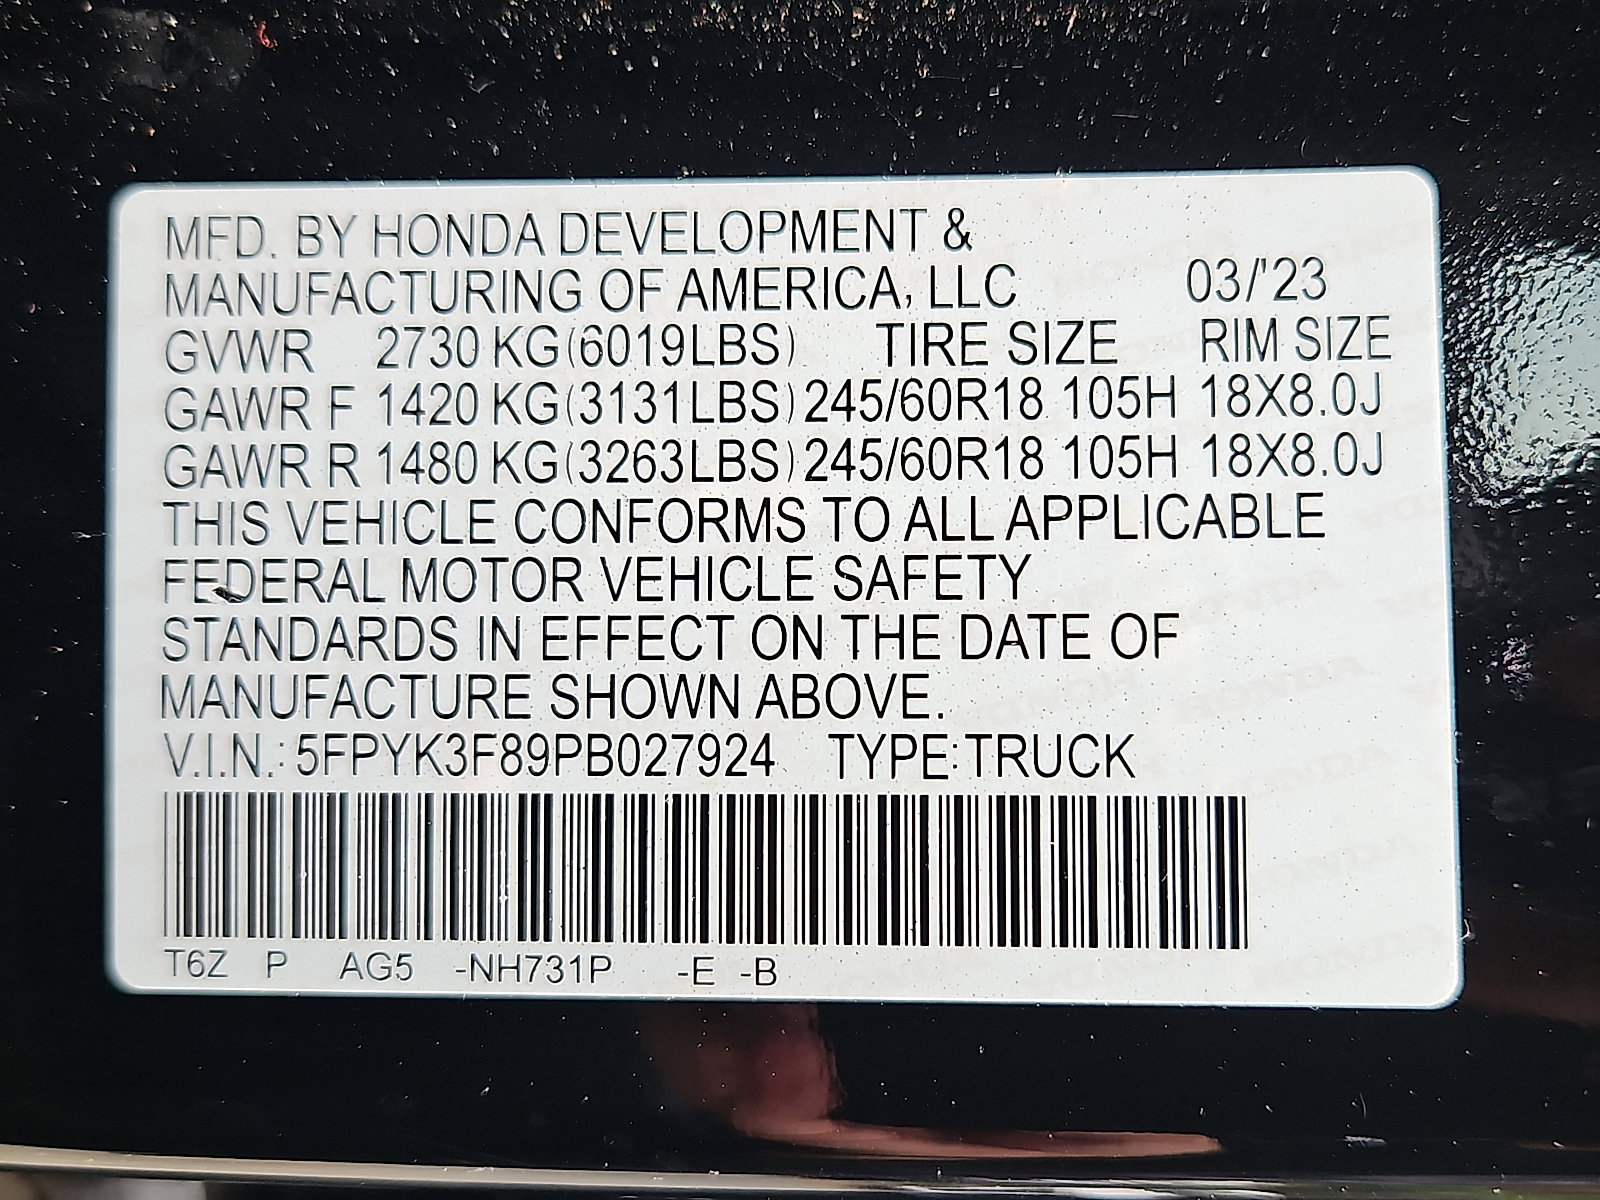 MFD. BY HONDA DEVELOPMENT &
MANUFACTURING OF AMERICA, LLC 03/'23
GVWR 2730 KG(6019LBS) TIRE SIZE RIM SIZE
GAWR F 1420 KG(3131LBS) 245/60R18 105H 18X8.0J
GAWR R 1480 KG(3263LBS) 245/60R18 105H 18X8.0J
THIS VEHICLE CONFORMS TO ALL APPLICABLE
FEDERAL MOTOR VEHICLE SAFETY
STANDARDS IN EFFECT ON THE DATE OF
MANUFACTURE SHOWN ABOVE.
V.I.N.: 5FPYK3F89PB027924 TYPE:TRUCK
T6Z P AG5 -NH731P -E -B